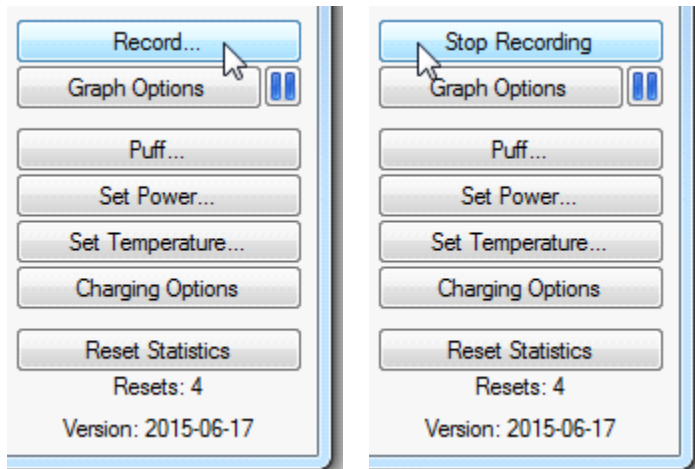 Record...
Graph Options
Puff...
Set Power...
Set Temperature...
Charging Options
Reset Statistics
Resets: 4
Version: 2015-06-17
Stop Recording
Graph Options
Puff...
Set Power...
Set Temperature...
Charging Options
Reset Statistics
Resets: 4
Version: 2015-06-17